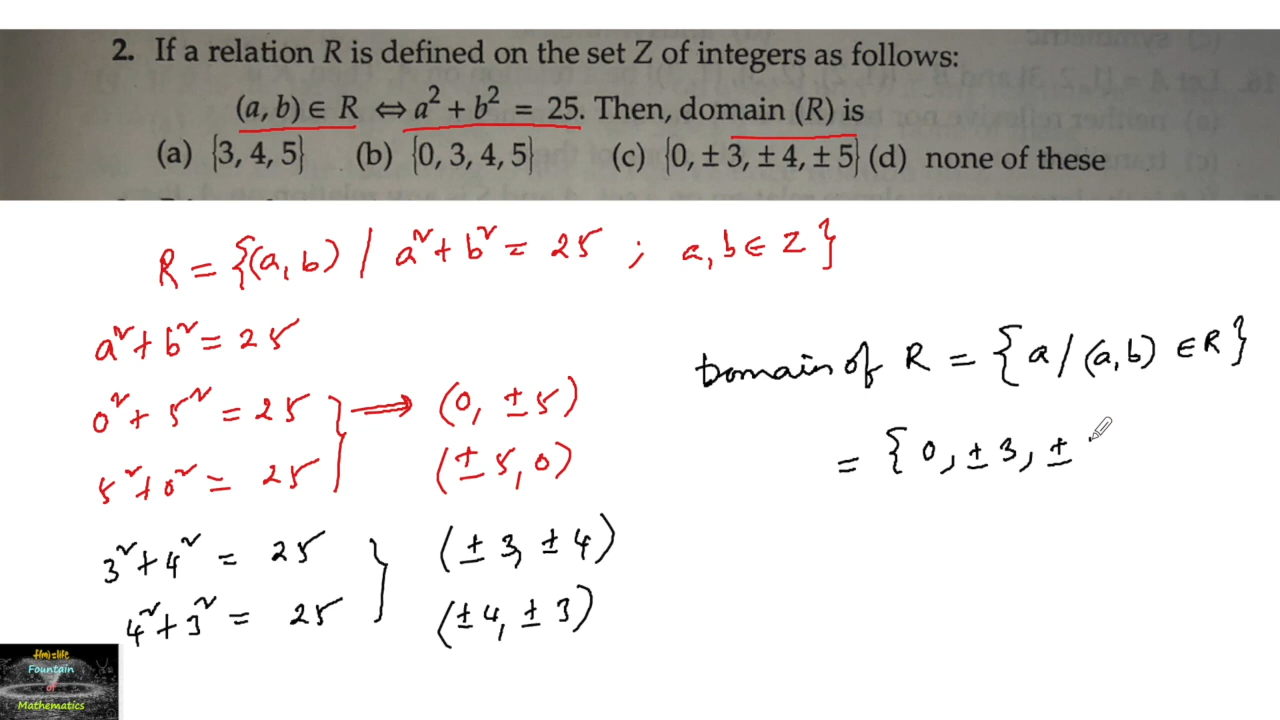 2. If a relation R is defined on the set Z of integers as follows:
(a, b) ∈ R ⇔ a² + b² = 25. Then, domain (R) is
(a) {3, 4, 5} (b) {0, 3, 4, 5} (c) {0, ± 3, ± 4, ± 5} (d) none of these
R = {(a, b) / a² + b² = 25 ; a, b ∈ Z }
a² + b² = 25
0² + 5² = 25 } ⟹ (0, ± 5)
5² + 0² = 25 (± 5, 0)
3² + 4² = 25 } (± 3, ± 4)
4² + 3² = 25 (± 4, ± 3)
Domain of R = { a / (a, b) ∈ R }
= { 0, ± 3, ±
f(m)=life
Fountain
of
Mathematics